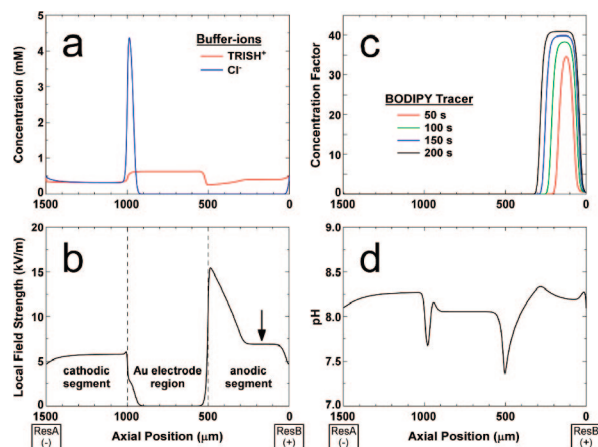 a
Buffer-ions
TRISH+
Cl-
Concentration (mM)
5
4
3
2
1
0
1500
1000
500
0
c
BODIPY Tracer
50 s
100 s
150 s
200 s
Concentration Factor
40
35
30
25
20
15
10
5
0
1500
1000
500
0
b
Local Field Strength (kV/m)
20
15
10
5
0
cathodic
segment
Au electrode
region
anodic
segment
1500
1000
500
0
ResA
(-)
Axial Position (μm)
ResB
(+)
d
pH
9.0
8.5
8.0
7.5
7.0
1500
1000
500
0
ResA
(-)
Axial Position (μm)
ResB
(+)